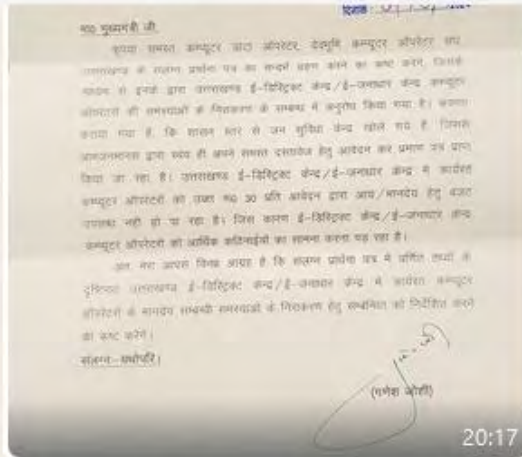 मा0 मुख्यमंत्री जी,
कृपया समस्त कम्प्यूटर डाटा ऑपरेटर, देवभूमि कम्प्यूटर ऑपरेटर संघ
उत्तराखण्ड के संलग्न प्रार्थना पत्र का सन्दर्भ ग्रहण करने का कष्ट करेंगे, जिसके
माध्यम से इनके द्वारा उत्तराखण्ड ई-डिस्ट्रिक्ट केन्द्र/ई-जनाधार केन्द्र कम्प्यूटर
ऑपरेटरों की समस्याओं के निराकरण के सम्बन्ध में अनुरोध किया गया है। अवगत
कराया गया है, कि शासन स्तर से जन सुविधा केन्द्र खोले गये हैं, जिसके
आमजनमानस द्वारा स्वयं ही अपने समस्त दस्तावेज हेतु आवेदन कर प्रमाण पत्र प्राप्त
किया जा रहा है। उत्तराखण्ड ई-डिस्ट्रिक्ट केन्द्र/ई-जनाधार केन्द्र में कार्यरत
कम्प्यूटर ऑपरेटरों को उक्त रू0 30 प्रति आवेदन द्वारा आय/मानदेय हेतु बजट
उपलब्ध नहीं हो पा रहा है। जिस कारण ई-डिस्ट्रिक्ट केन्द्र/ई-जनाधार केन्द्र
कम्प्यूटर ऑपरेटरों को आर्थिक कठिनाईयों का सामना करना पड़ रहा है।
अतः मेरा आपसे विनम्र आग्रह है कि संलग्न प्रार्थना पत्र में वर्णित तथ्यों के
दृष्टिगत उत्तराखण्ड ई-डिस्ट्रिक्ट केन्द्र/ई-जनाधार केन्द्र में कार्यरत कम्प्यूटर
ऑपरेटरों के मानदेय सम्बन्धी समस्याओं के निराकरण हेतु सम्बन्धित को निर्देशित करने
का कष्ट करेंगे।
संलग्न-यथोपरि।
(गणेश जोशी)
20:17